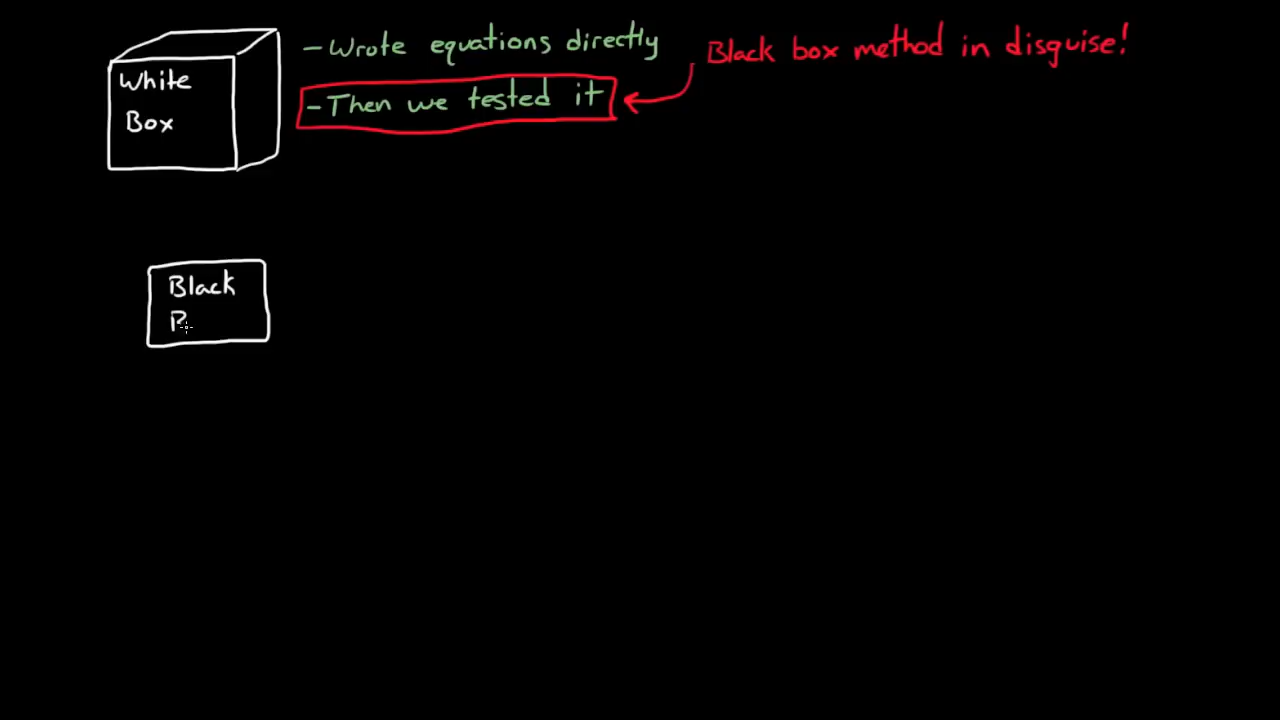 White
Box
- Wrote equations directly
- Then we tested it
Black box method in disguise!
Black